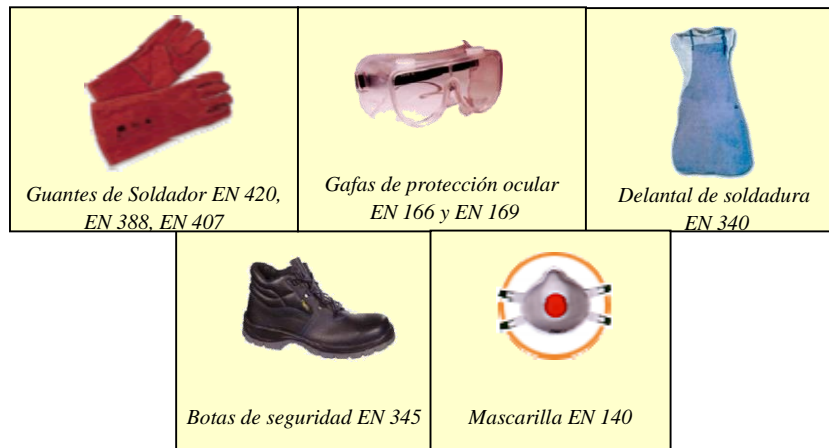 Guantes de Soldador EN 420,
EN 388, EN 407
Gafas de protección ocular
EN 166 y EN 169
Delantal de soldadura
EN 340
Botas de seguridad EN 345
Mascarilla EN 140